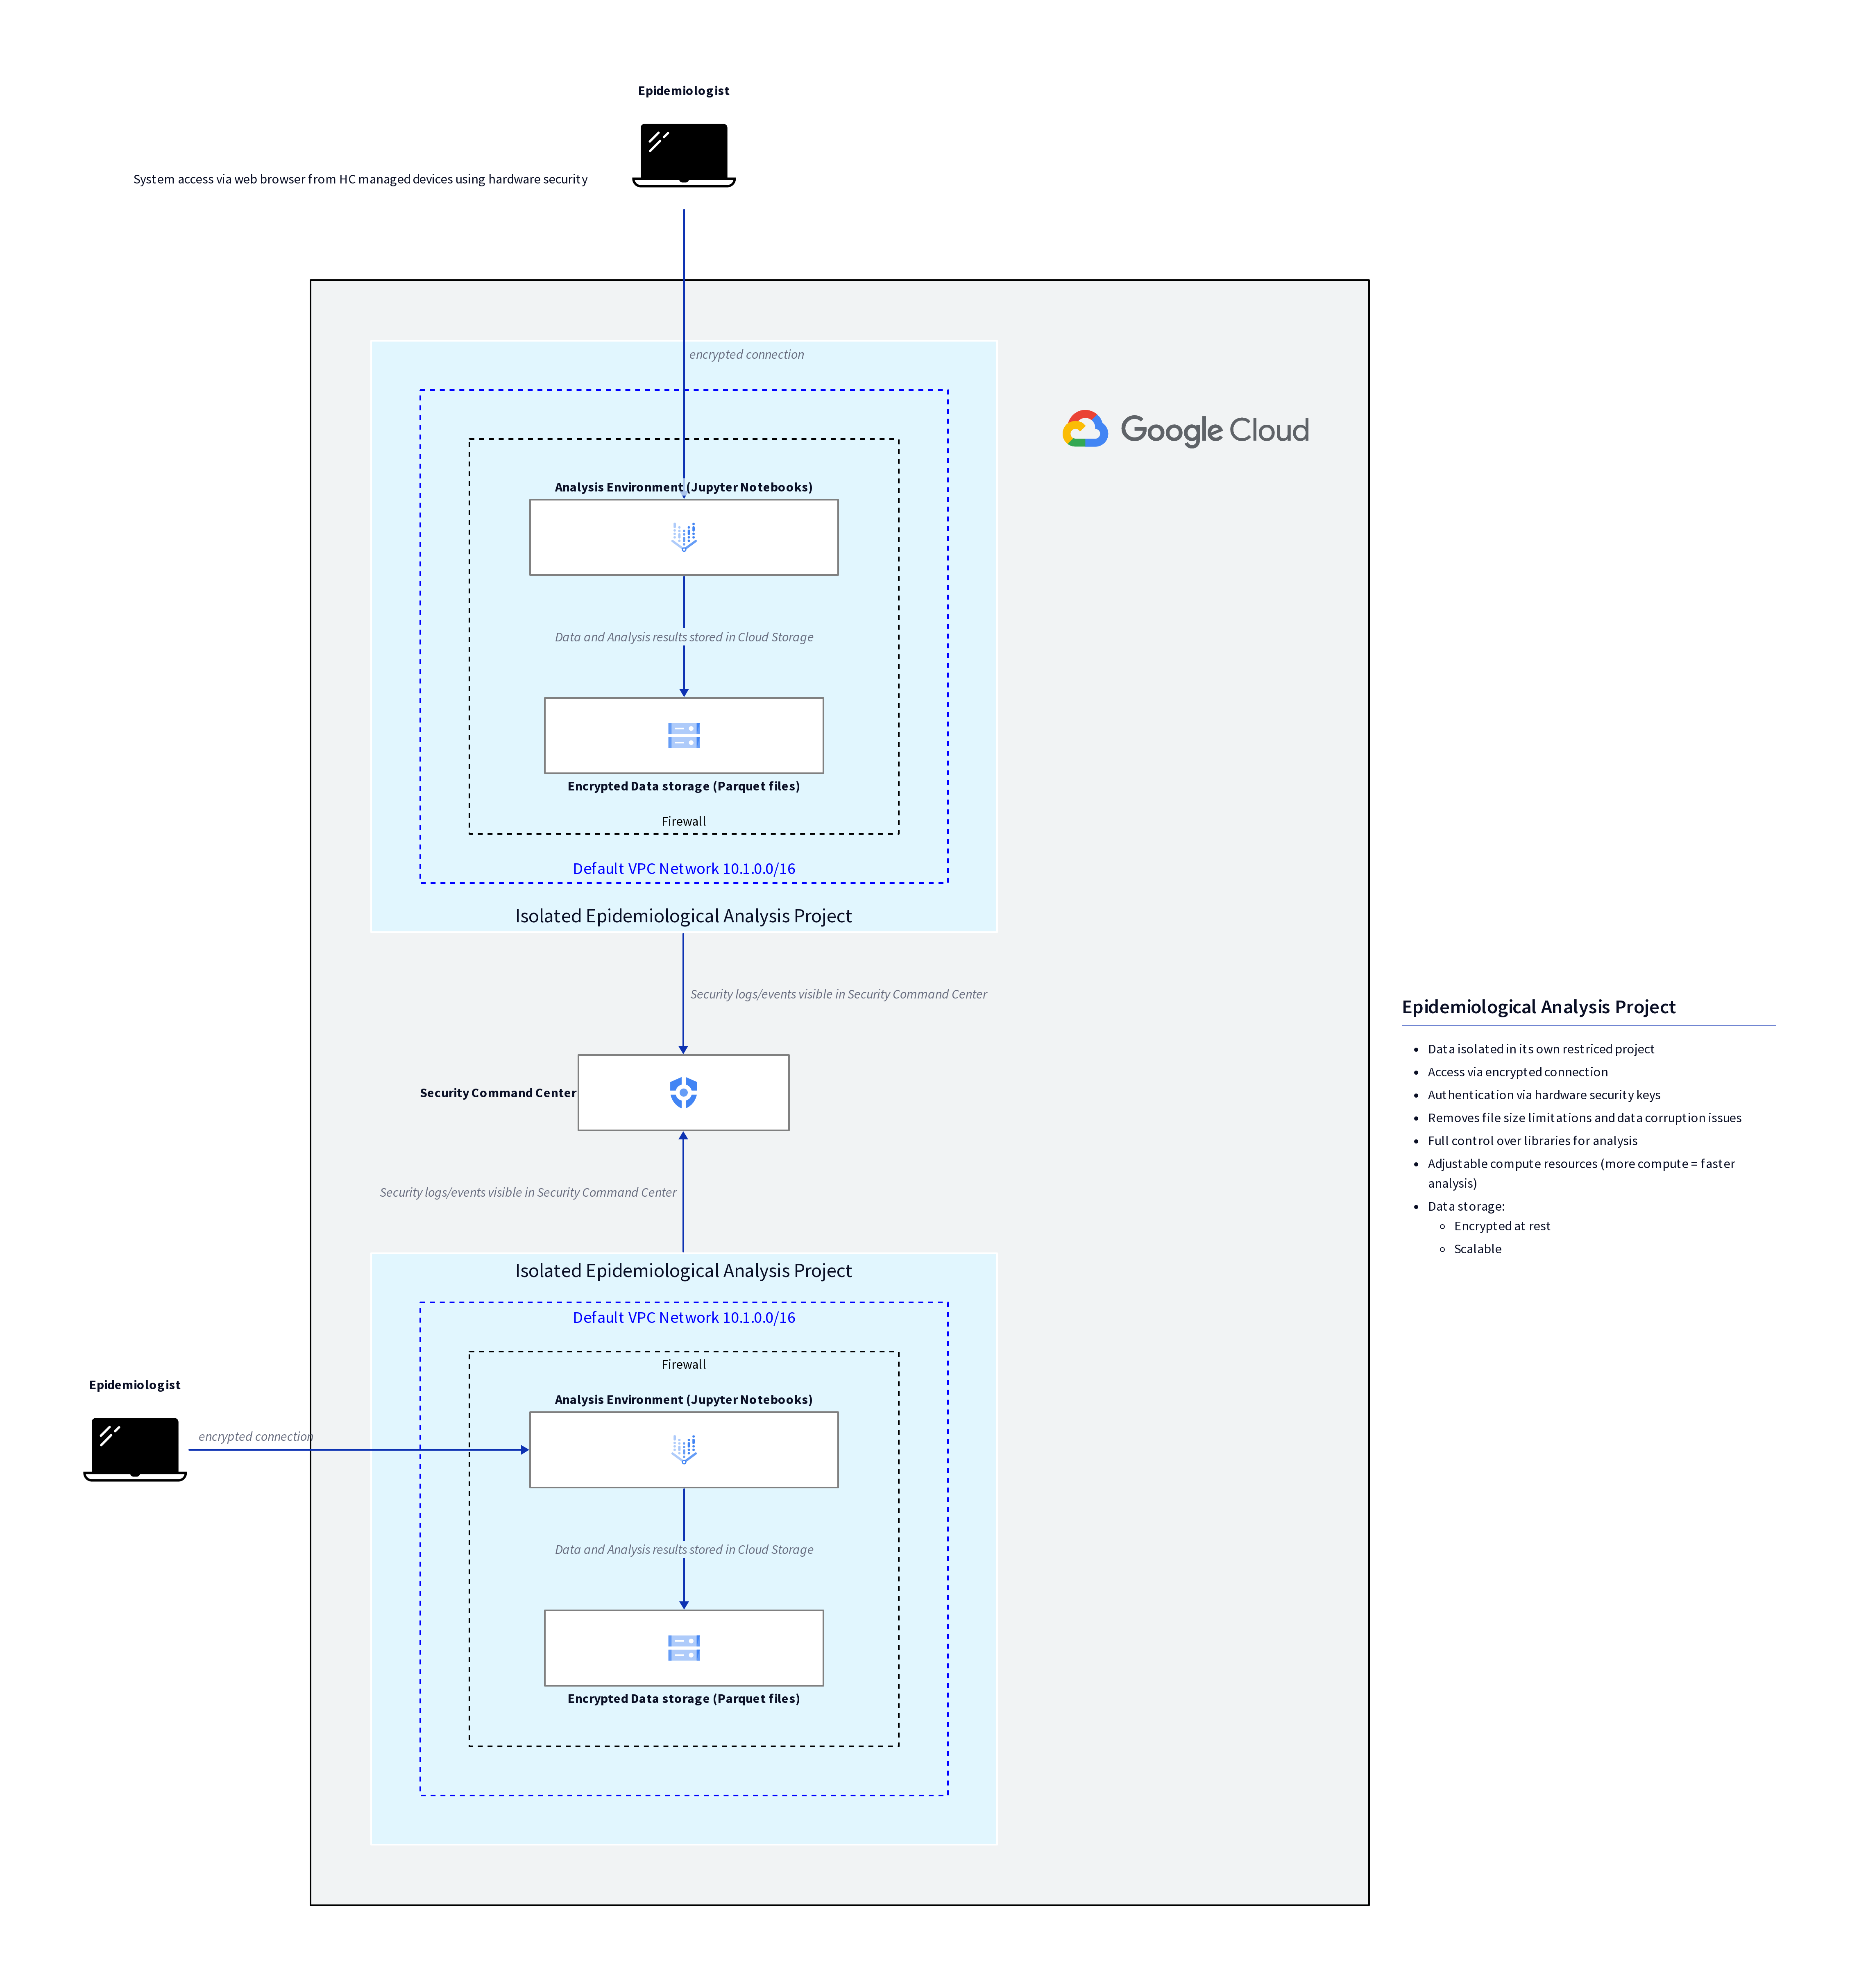 Epidemiologist
System access via web browser from HC managed devices using hardware security
encrypted connection
Google Cloud
Analysis Environment (Jupyter Notebooks)
Data and Analysis results stored in Cloud Storage
Encrypted Data storage (Parquet files)
Firewall
Default VPC Network 10.1.0.0/16
Isolated Epidemiological Analysis Project
Security logs/events visible in Security Command Center
Security Command Center
Security logs/events visible in Security Command Center
Isolated Epidemiological Analysis Project
Default VPC Network 10.1.0.0/16
Firewall
Epidemiologist
Analysis Environment (Jupyter Notebooks)
encrypted connection
Data and Analysis results stored in Cloud Storage
Encrypted Data storage (Parquet files)
Epidemiological Analysis Project
Data isolated in its own restriced project
Access via encrypted connection
Authentication via hardware security keys
Removes file size limitations and data corruption issues
Full control over libraries for analysis
Adjustable compute resources (more compute = faster
analysis)
Data storage:
Encrypted at rest
Scalable